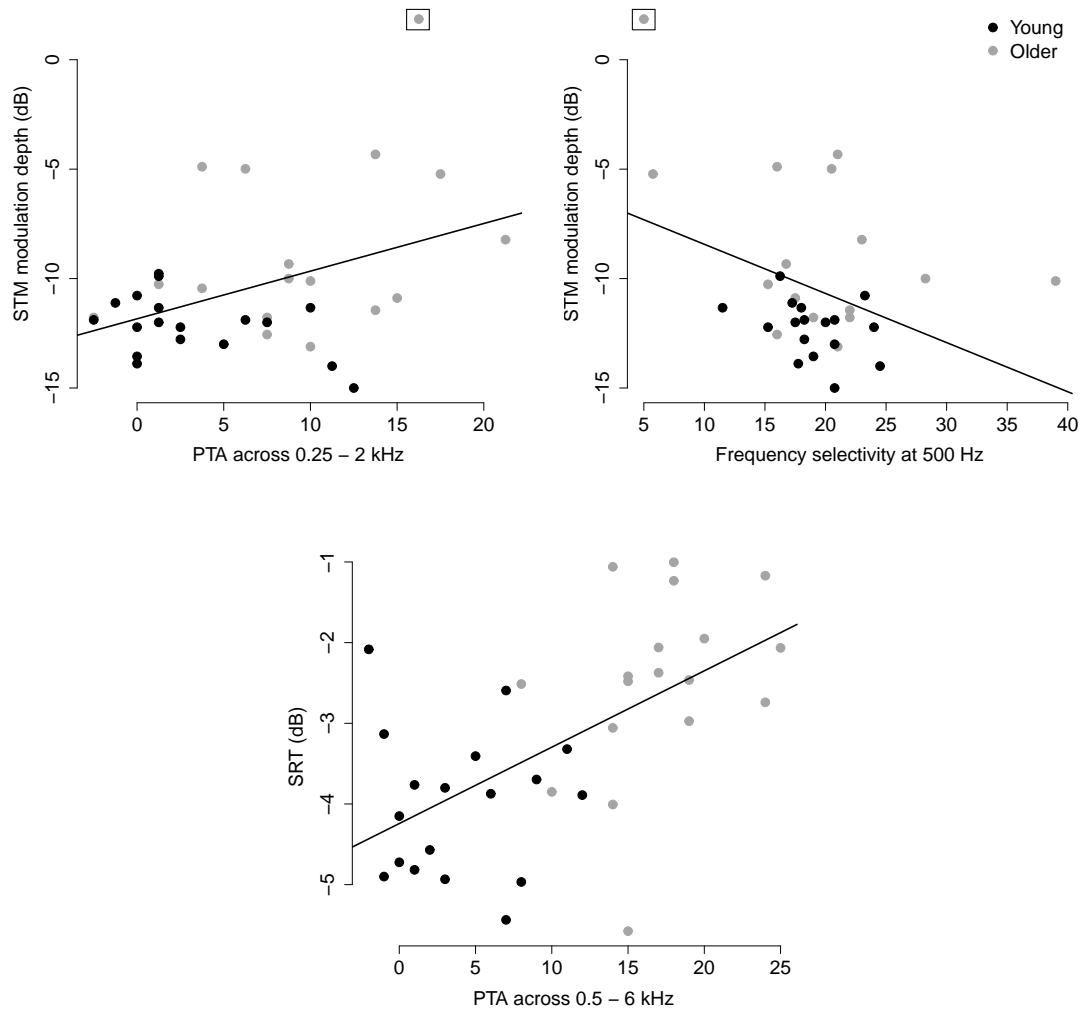 Young
Older
STM modulation depth (dB)
0
−5
−10
−15
0 5 10 15 20
PTA across 0.25 − 2 kHz
STM modulation depth (dB)
0
−5
−10
−15
5 10 15 20 25 30 35 40
Frequency selectivity at 500 Hz
SRT (dB)
−1
−2
−3
−4
−5
0 5 10 15 20 25
PTA across 0.5 − 6 kHz